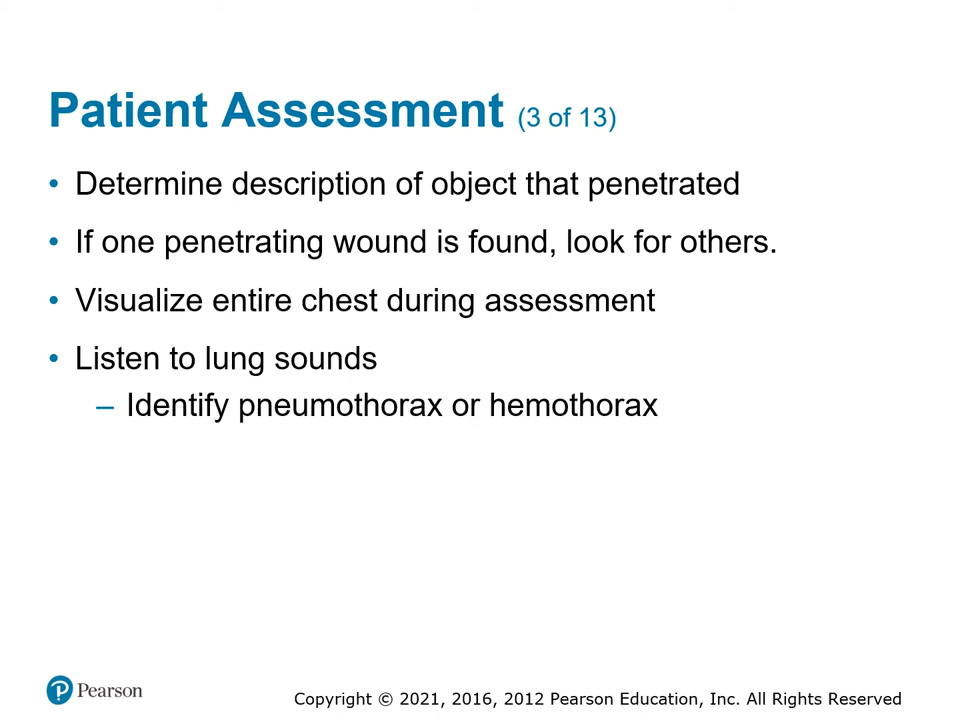 Patient Assessment (3 of 13)
• Determine description of object that penetrated
• If one penetrating wound is found, look for others.
• Visualize entire chest during assessment
• Listen to lung sounds
– Identify pneumothorax or hemothorax
Pearson
Copyright © 2021, 2016, 2012 Pearson Education, Inc. All Rights Reserved